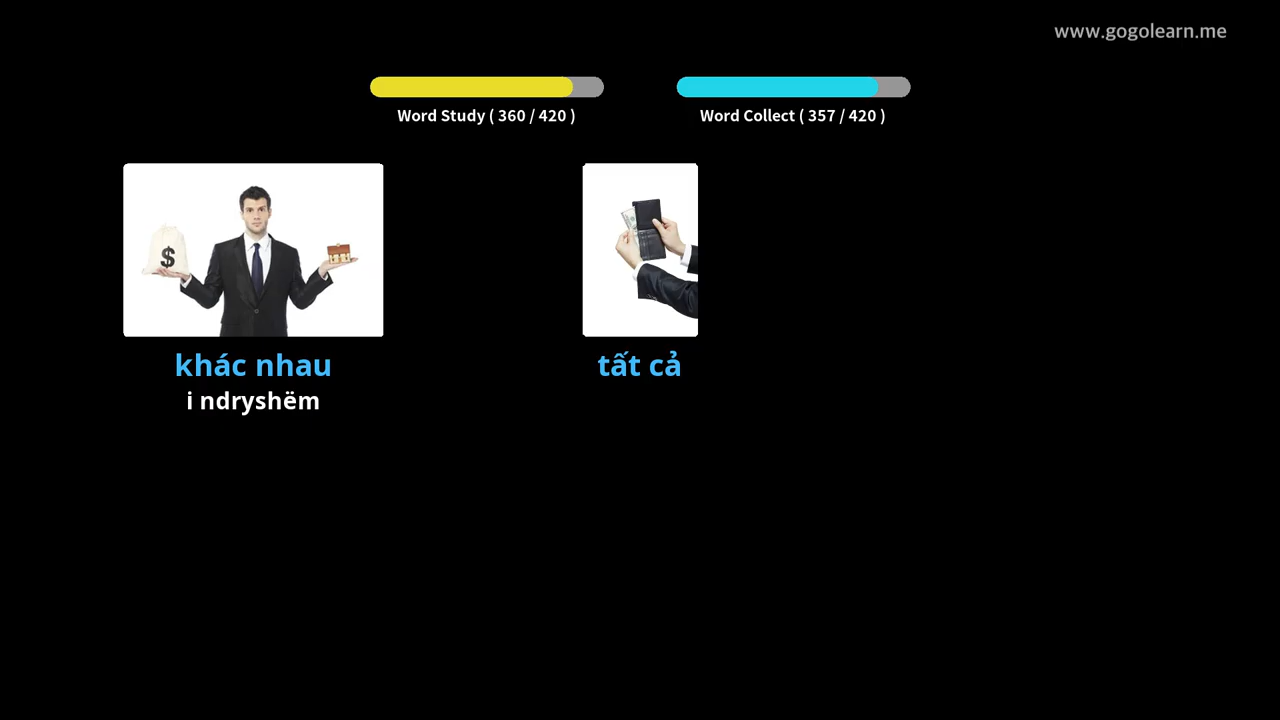 www.gogolearn.me
Word Study ( 360 / 420 )
Word Collect ( 357 / 420 )
$
khác nhau
i ndryshëm
tất cả